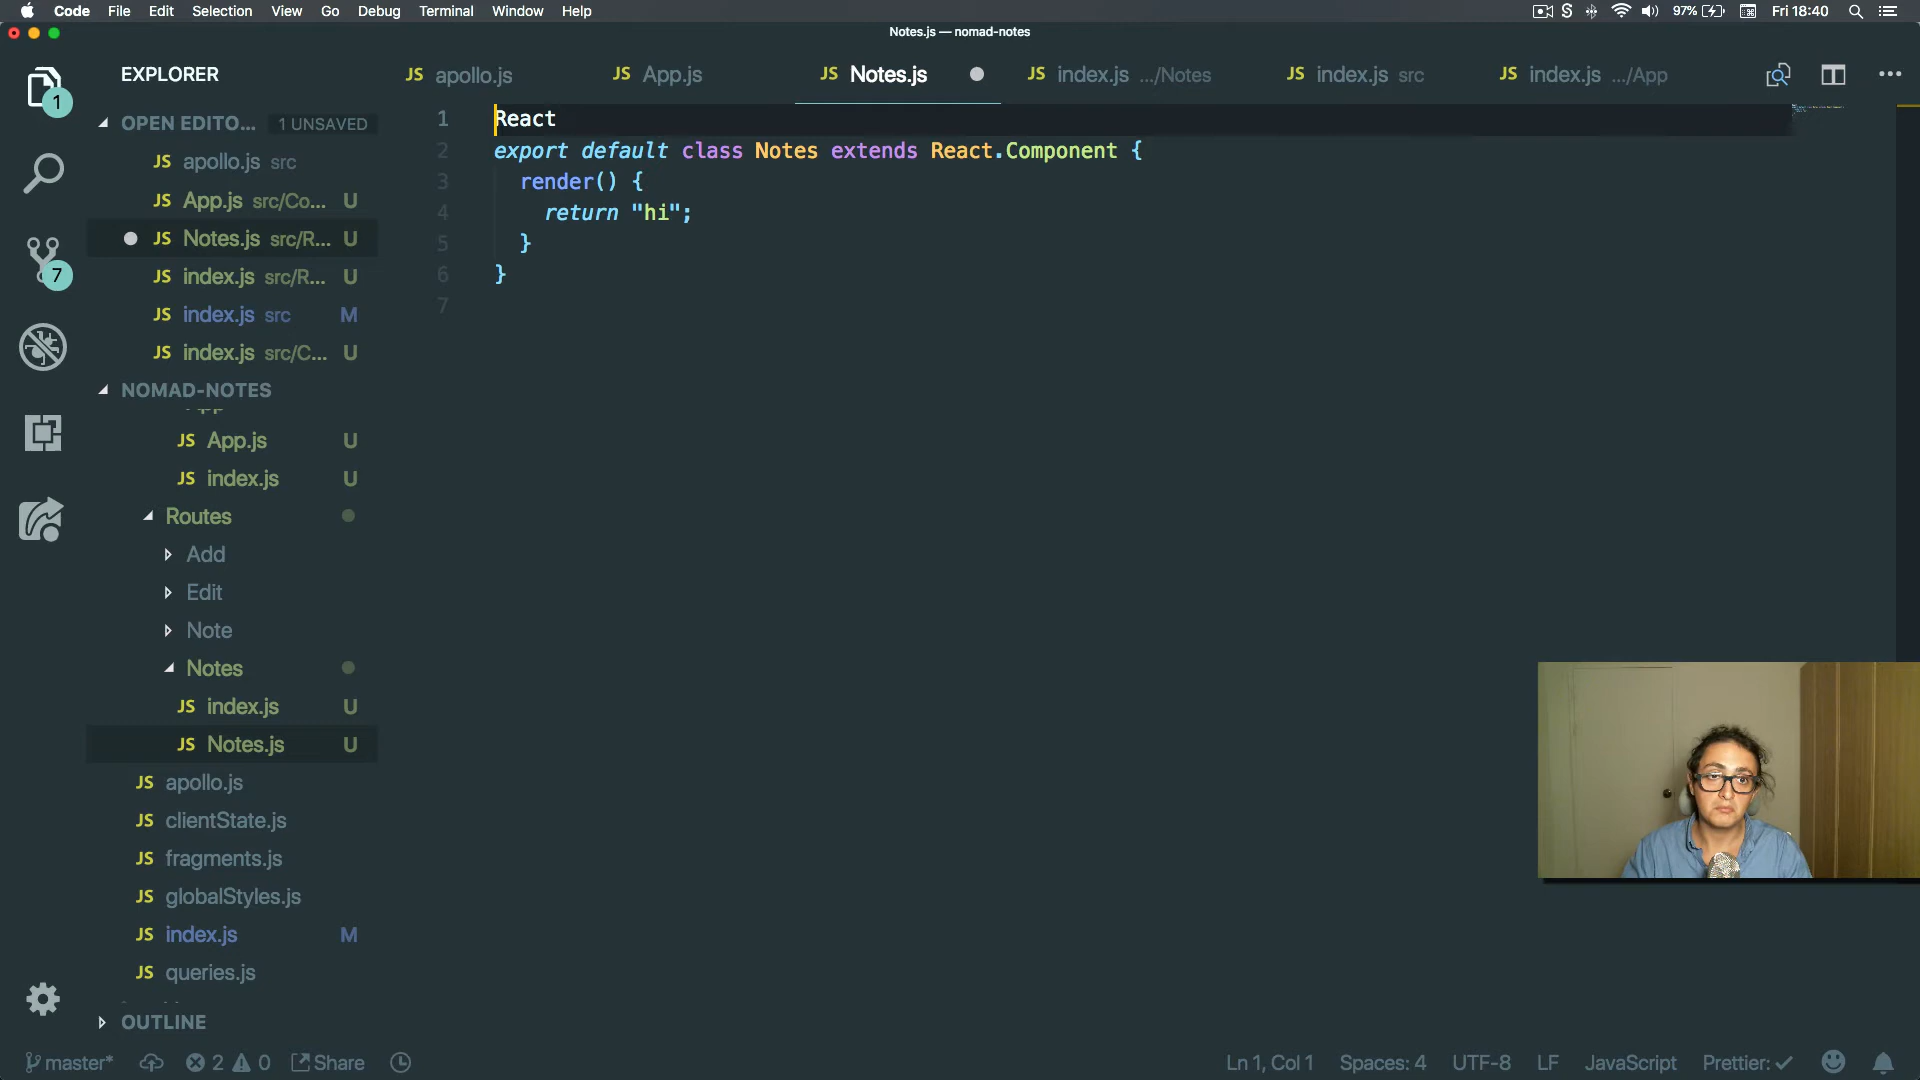 Code File Edit Selection View Go Debug Terminal Window Help 97% Fri 18:40
Notes.js — nomad-notes
EXPLORER
JS apollo.js JS App.js JS Notes.js JS index.js .../Notes JS index.js src JS index.js .../App
1
OPEN EDITO... 1 UNSAVED
JS apollo.js src
JS App.js src/Co... U
JS Notes.js src/R... U
7
JS index.js src/R... U
JS index.js src M
JS index.js src/C... U
NOMAD-NOTES
JS App.js U
JS index.js U
Routes
Add
Edit
Note
Notes
JS index.js U
JS Notes.js U
JS apollo.js
JS clientState.js
JS fragments.js
JS globalStyles.js
JS index.js M
JS queries.js
OUTLINE
1 React
2 export default class Notes extends React.Component {
3 render() {
4 return "hi";
5 }
6 }
7
master* 2 0 Share Ln 1, Col 1 Spaces: 4 UTF-8 LF JavaScript Prettier: ✓